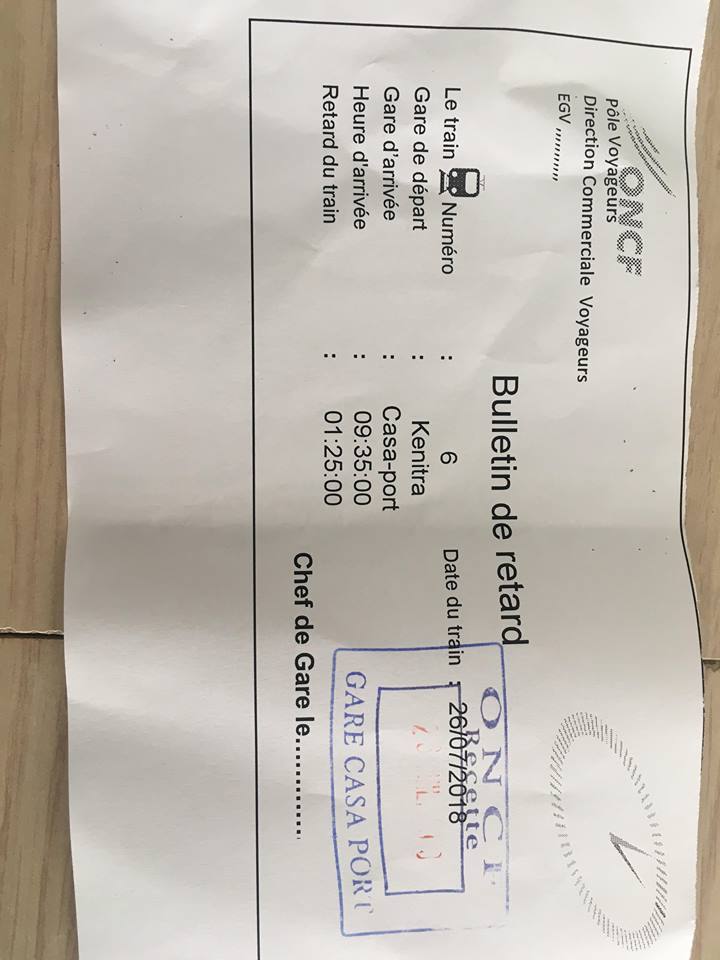 ONCF
Pôle Voyageurs
Direction Commerciale Voyageurs
EGV ,,,,,,,,,,,
Bulletin de retard
Le train Numéro : 6 Date du train : 26/07/2018
Gare de départ : Kenitra
Gare d'arrivée : Casa-port
Heure d'arrivée : 09:35:00
Retard du train : 01:25:00
Chef de Gare le............
ONCF
Recette
GARE CASA PORT